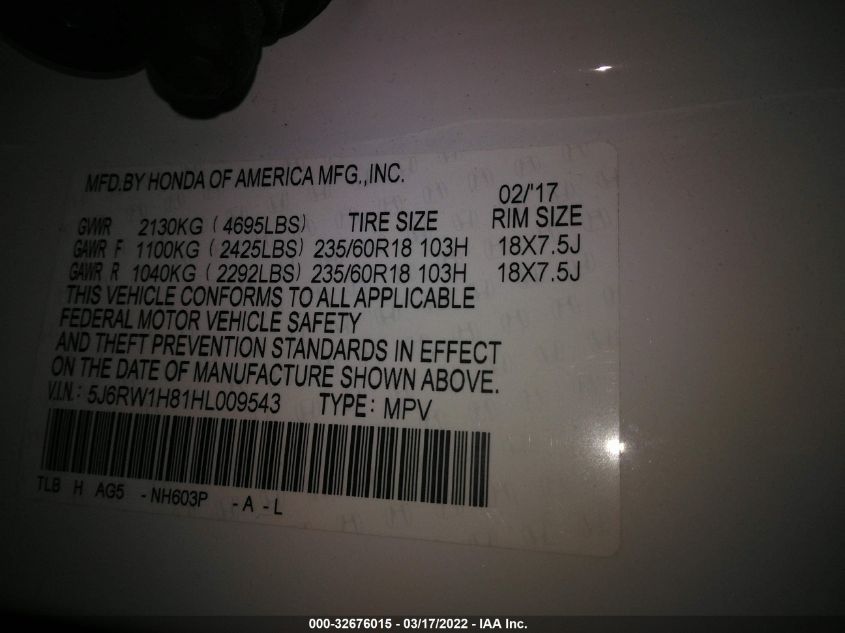 MFD.BY HONDA OF AMERICA MFG.,INC.
02/'17
GVWR 2130KG ( 4695LBS) TIRE SIZE RIM SIZE
GAWR F 1100KG ( 2425LBS) 235/60R18 103H 18X7.5J
GAWR R 1040KG ( 2292LBS) 235/60R18 103H 18X7.5J
THIS VEHICLE CONFORMS TO ALL APPLICABLE
FEDERAL MOTOR VEHICLE SAFETY
AND THEFT PREVENTION STANDARDS IN EFFECT
ON THE DATE OF MANUFACTURE SHOWN ABOVE.
V.I.N.: 5J6RW1H81HL009543 TYPE: MPV
TLB H AG5 -NH603P -A-L
000-32676015 - 03/17/2022 - IAA Inc.